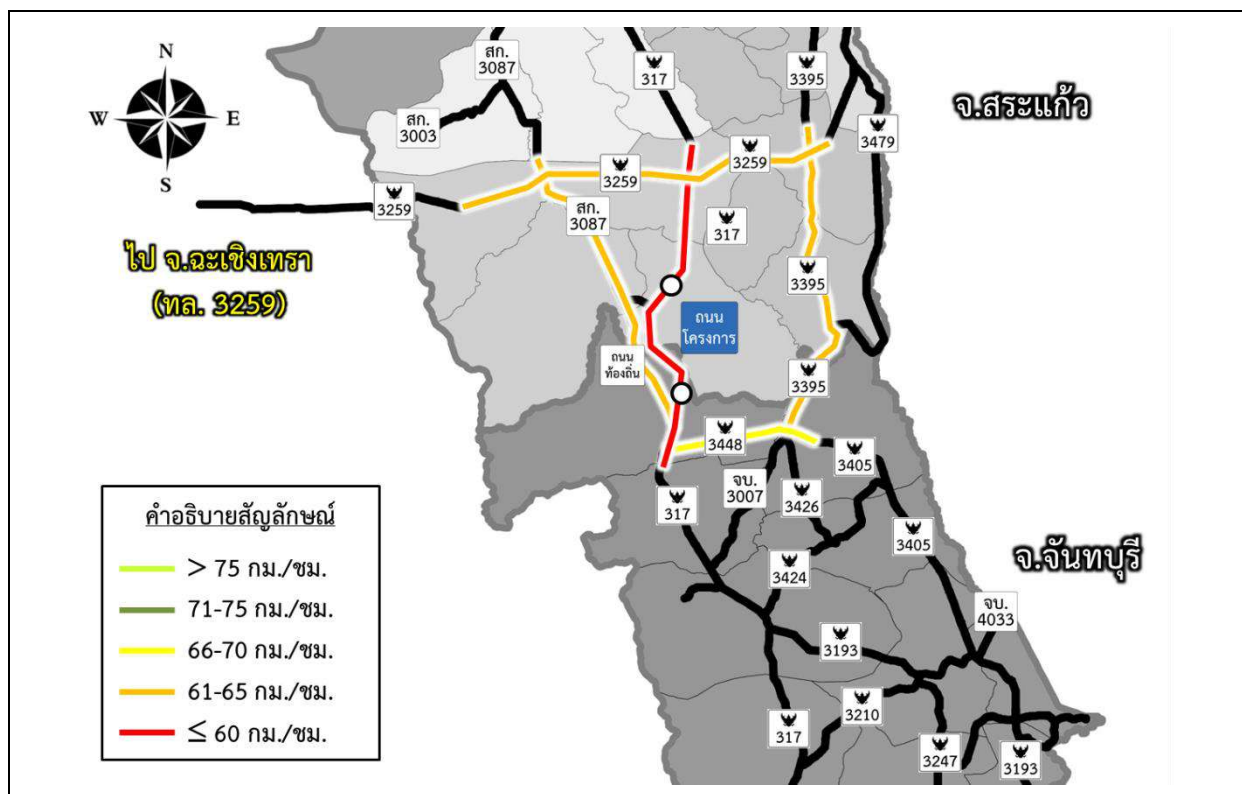 N
W
E
S
สก.
3087
317
3395
จ.สระแก้ว
สก.
3003
3479
3259
3259
3259
สก.
3087
317
ไป จ.ฉะเชิงเทรา
(ทล. 3259)
3395
ถนน
โครงการ
ถนน
ท้องถิ่น
3395
3448
3405
จบ.
3007
317
3426
3405
จ.จันทบุรี
3424
จบ.
4033
3193
3210
317
3247
3193
คำอธิบายสัญลักษณ์
> 75 กม./ชม.
71-75 กม./ชม.
66-70 กม./ชม.
61-65 กม./ชม.
≤ 60 กม./ชม.